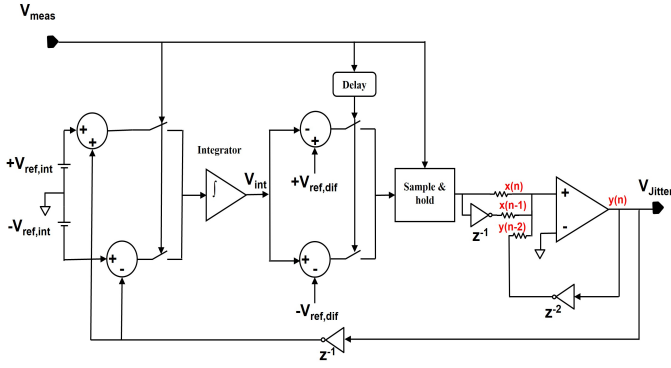 V_meas
Delay
+ +
- +
+V_ref,int
Integrator
∫
V_int
+V_ref,dif
Sample &
hold
x(n)
x(n-1)
y(n-2)
z^-1
+
-
y(n)
V_Jitter
-V_ref,int
+ -
+ +
-V_ref,dif
z^-2
z^-1